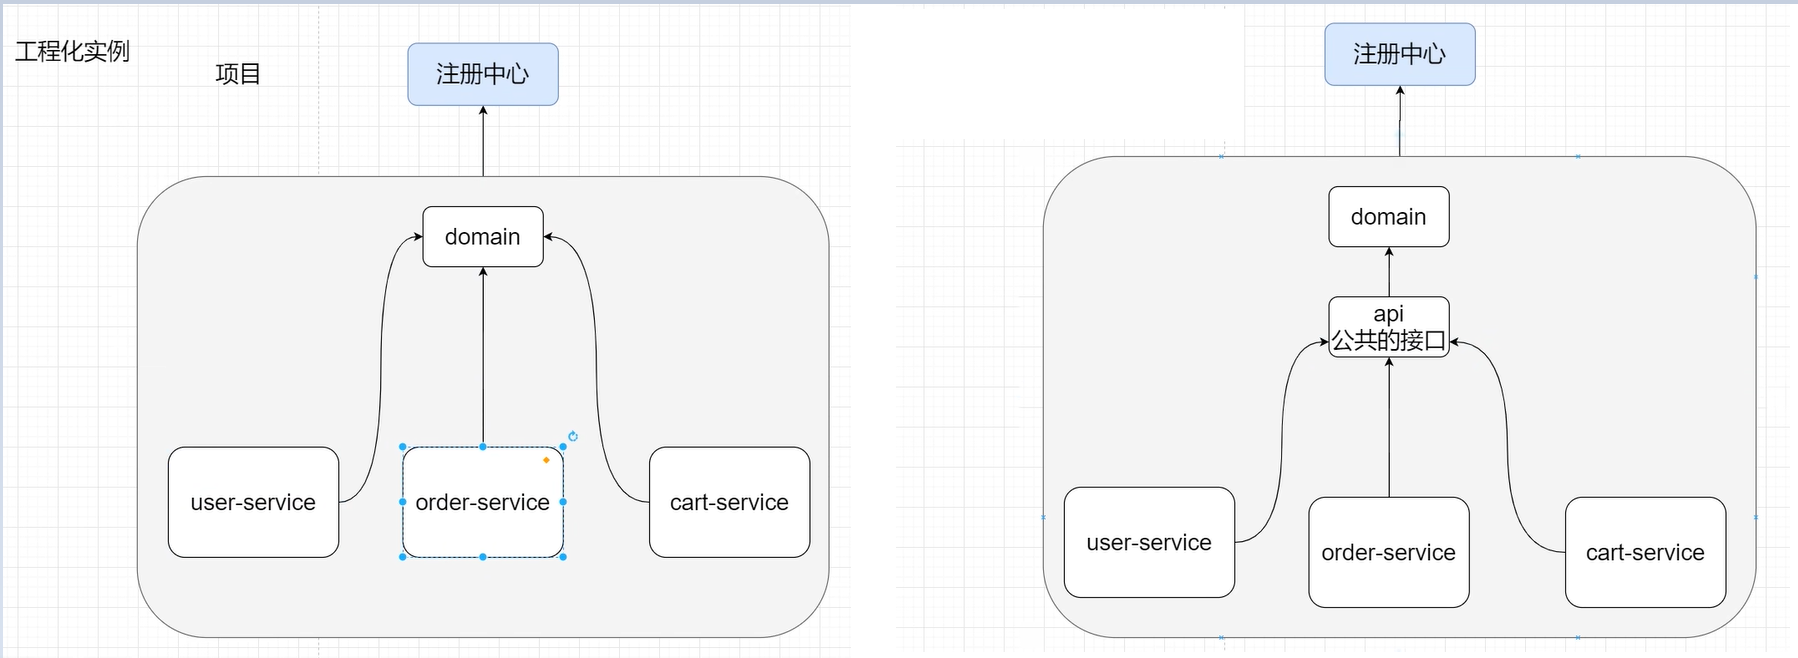 工程化实例
项目
注册中心
domain
user-service
order-service
cart-service
注册中心
domain
api
公共的接口
user-service
order-service
cart-service